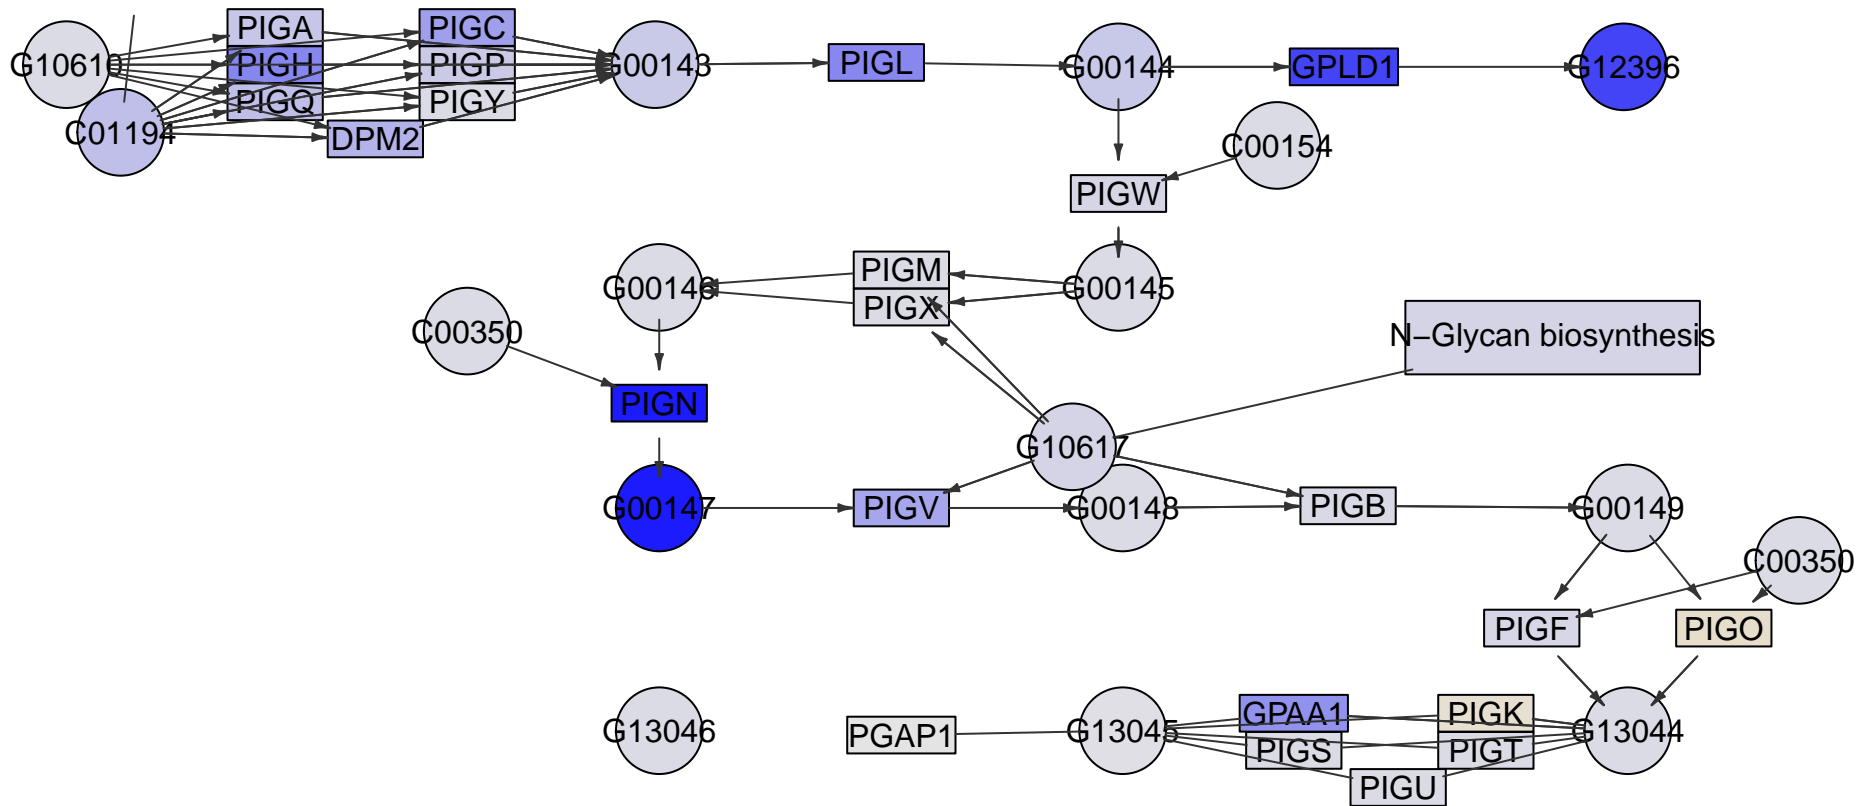 PIGA
PIGC
G10610
PIGH
PIGP
G00143
PIGL
G00144
GPLD1
G12396
PIGQ
PIGY
C01194
DPM2
C00154
PIGW
PIGM
G00146
G00145
PIGX
C00350
N−Glycan biosynthesis
PIGN
G10617
G00147
PIGV
G00148
PIGB
G00149
C00350
PIGF
PIGO
GPAA1
PIGK
G13046
PGAP1
G13045
G13044
PIGS
PIGT
PIGU